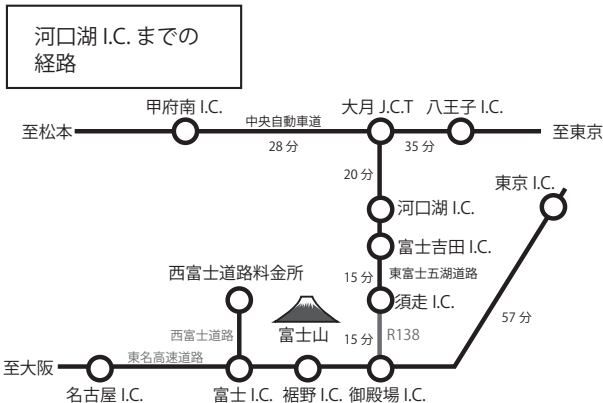 河口湖 I.C. までの
経路
甲府南 I.C.
大月 J.C.T
八王子 I.C.
至松本
中央自動車道
至東京
28 分
35 分
20 分
東京 I.C.
河口湖 I.C.
富士吉田 I.C.
西富士道路料金所
15 分
東富士五湖道路
須走 I.C.
57 分
西富士道路
富士山
15 分
R138
東名高速道路
至大阪
名古屋 I.C.
富士 I.C.
裾野 I.C.
御殿場 I.C.